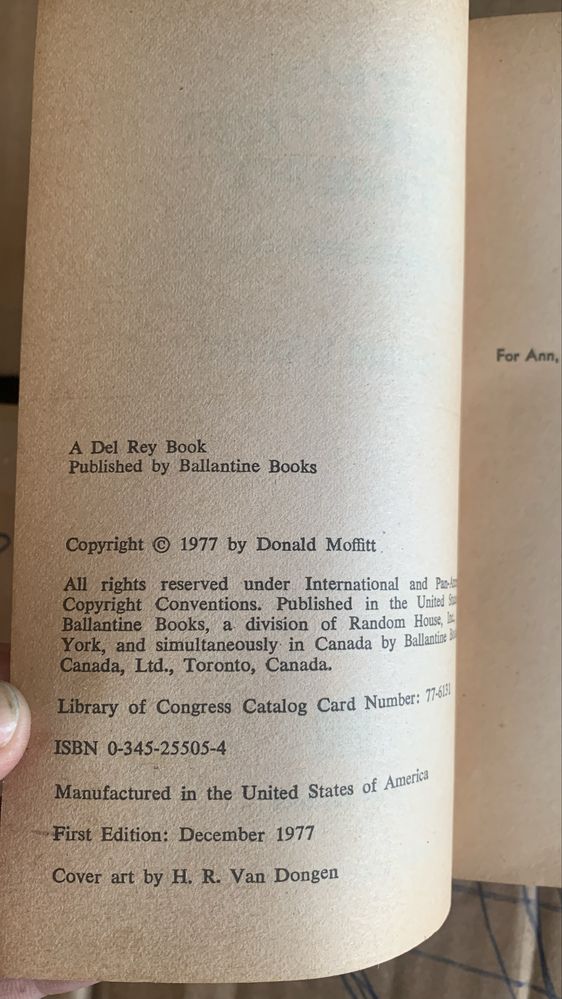 A Del Rey Book
Published by Ballantine Books
Copyright © 1977 by Donald Moffitt
All rights reserved under International and
Copyright Conventions. Published in the United
Ballantine Books, a division of Random House, Inc.
York, and simultaneously in Canada by Ballantine
Canada, Ltd., Toronto, Canada.
Library of Congress Catalog Card Number: 77-6131
ISBN 0-345-25505-4
Manufactured in the United States of America
First Edition: December 1977
Cover art by H. R. Van Dongen
For Ann,